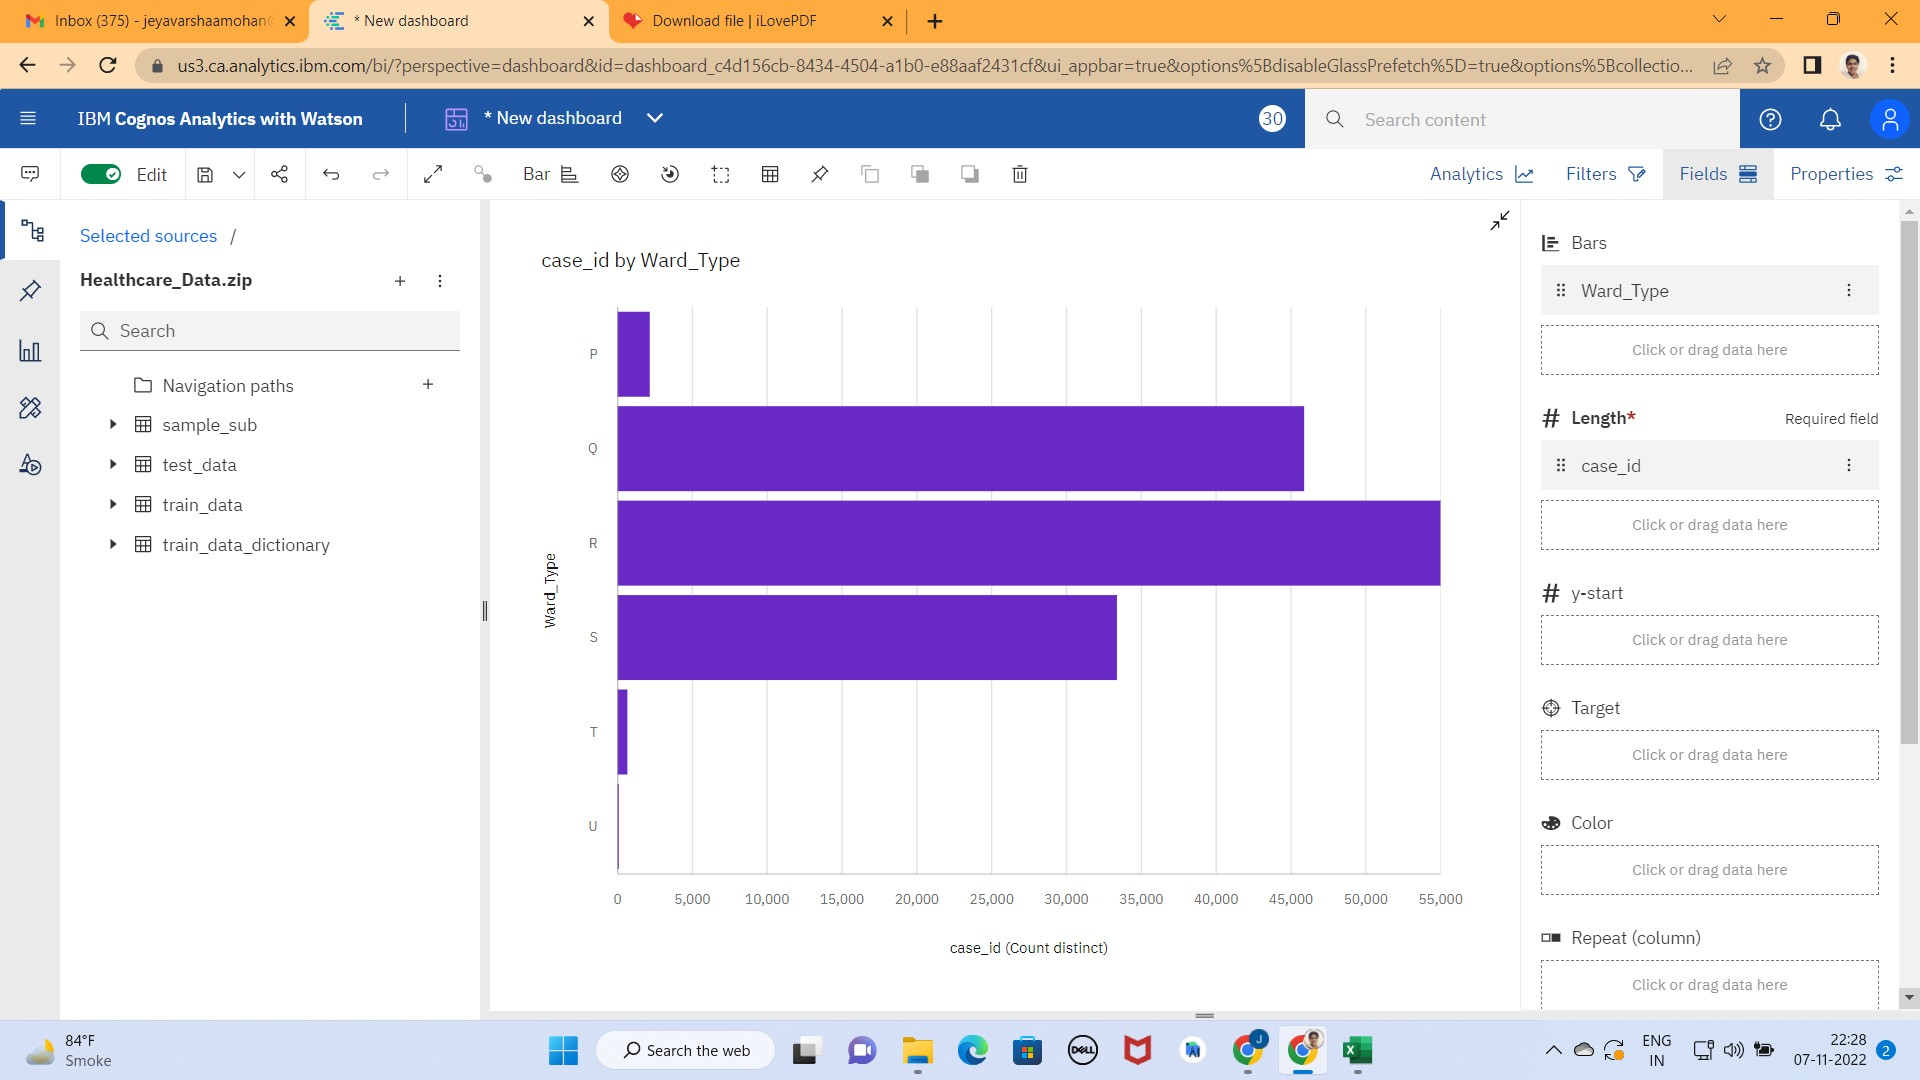 Inbox (375) - jeyavarshaamohan
* New dashboard
Download file | iLovePDF
us3.ca.analytics.ibm.com/bi/?perspective=dashboard&id=dashboard_c4d156cb-8434-4504-a1b0-e88aaf2431cf&ui_appbar=true&options%5BdisableGlassPrefetch%5D=true&options%5Bcollectio...
IBM Cognos Analytics with Watson
* New dashboard
30
Search content
Edit
Bar
Analytics
Filters
Fields
Properties
Selected sources /
Healthcare_Data.zip
Search
Navigation paths
sample_sub
test_data
train_data
train_data_dictionary
case_id by Ward_Type
Ward_Type
P
Q
R
S
T
U
0 5,000 10,000 15,000 20,000 25,000 30,000 35,000 40,000 45,000 50,000 55,000
case_id (Count distinct)
Bars
Ward_Type
Click or drag data here
# Length* Required field
case_id
Click or drag data here
# y-start
Click or drag data here
Target
Click or drag data here
Color
Click or drag data here
Repeat (column)
Click or drag data here
84°F
Smoke
Search the web
DELL
J
ENG
IN
22:28
07-11-2022
2